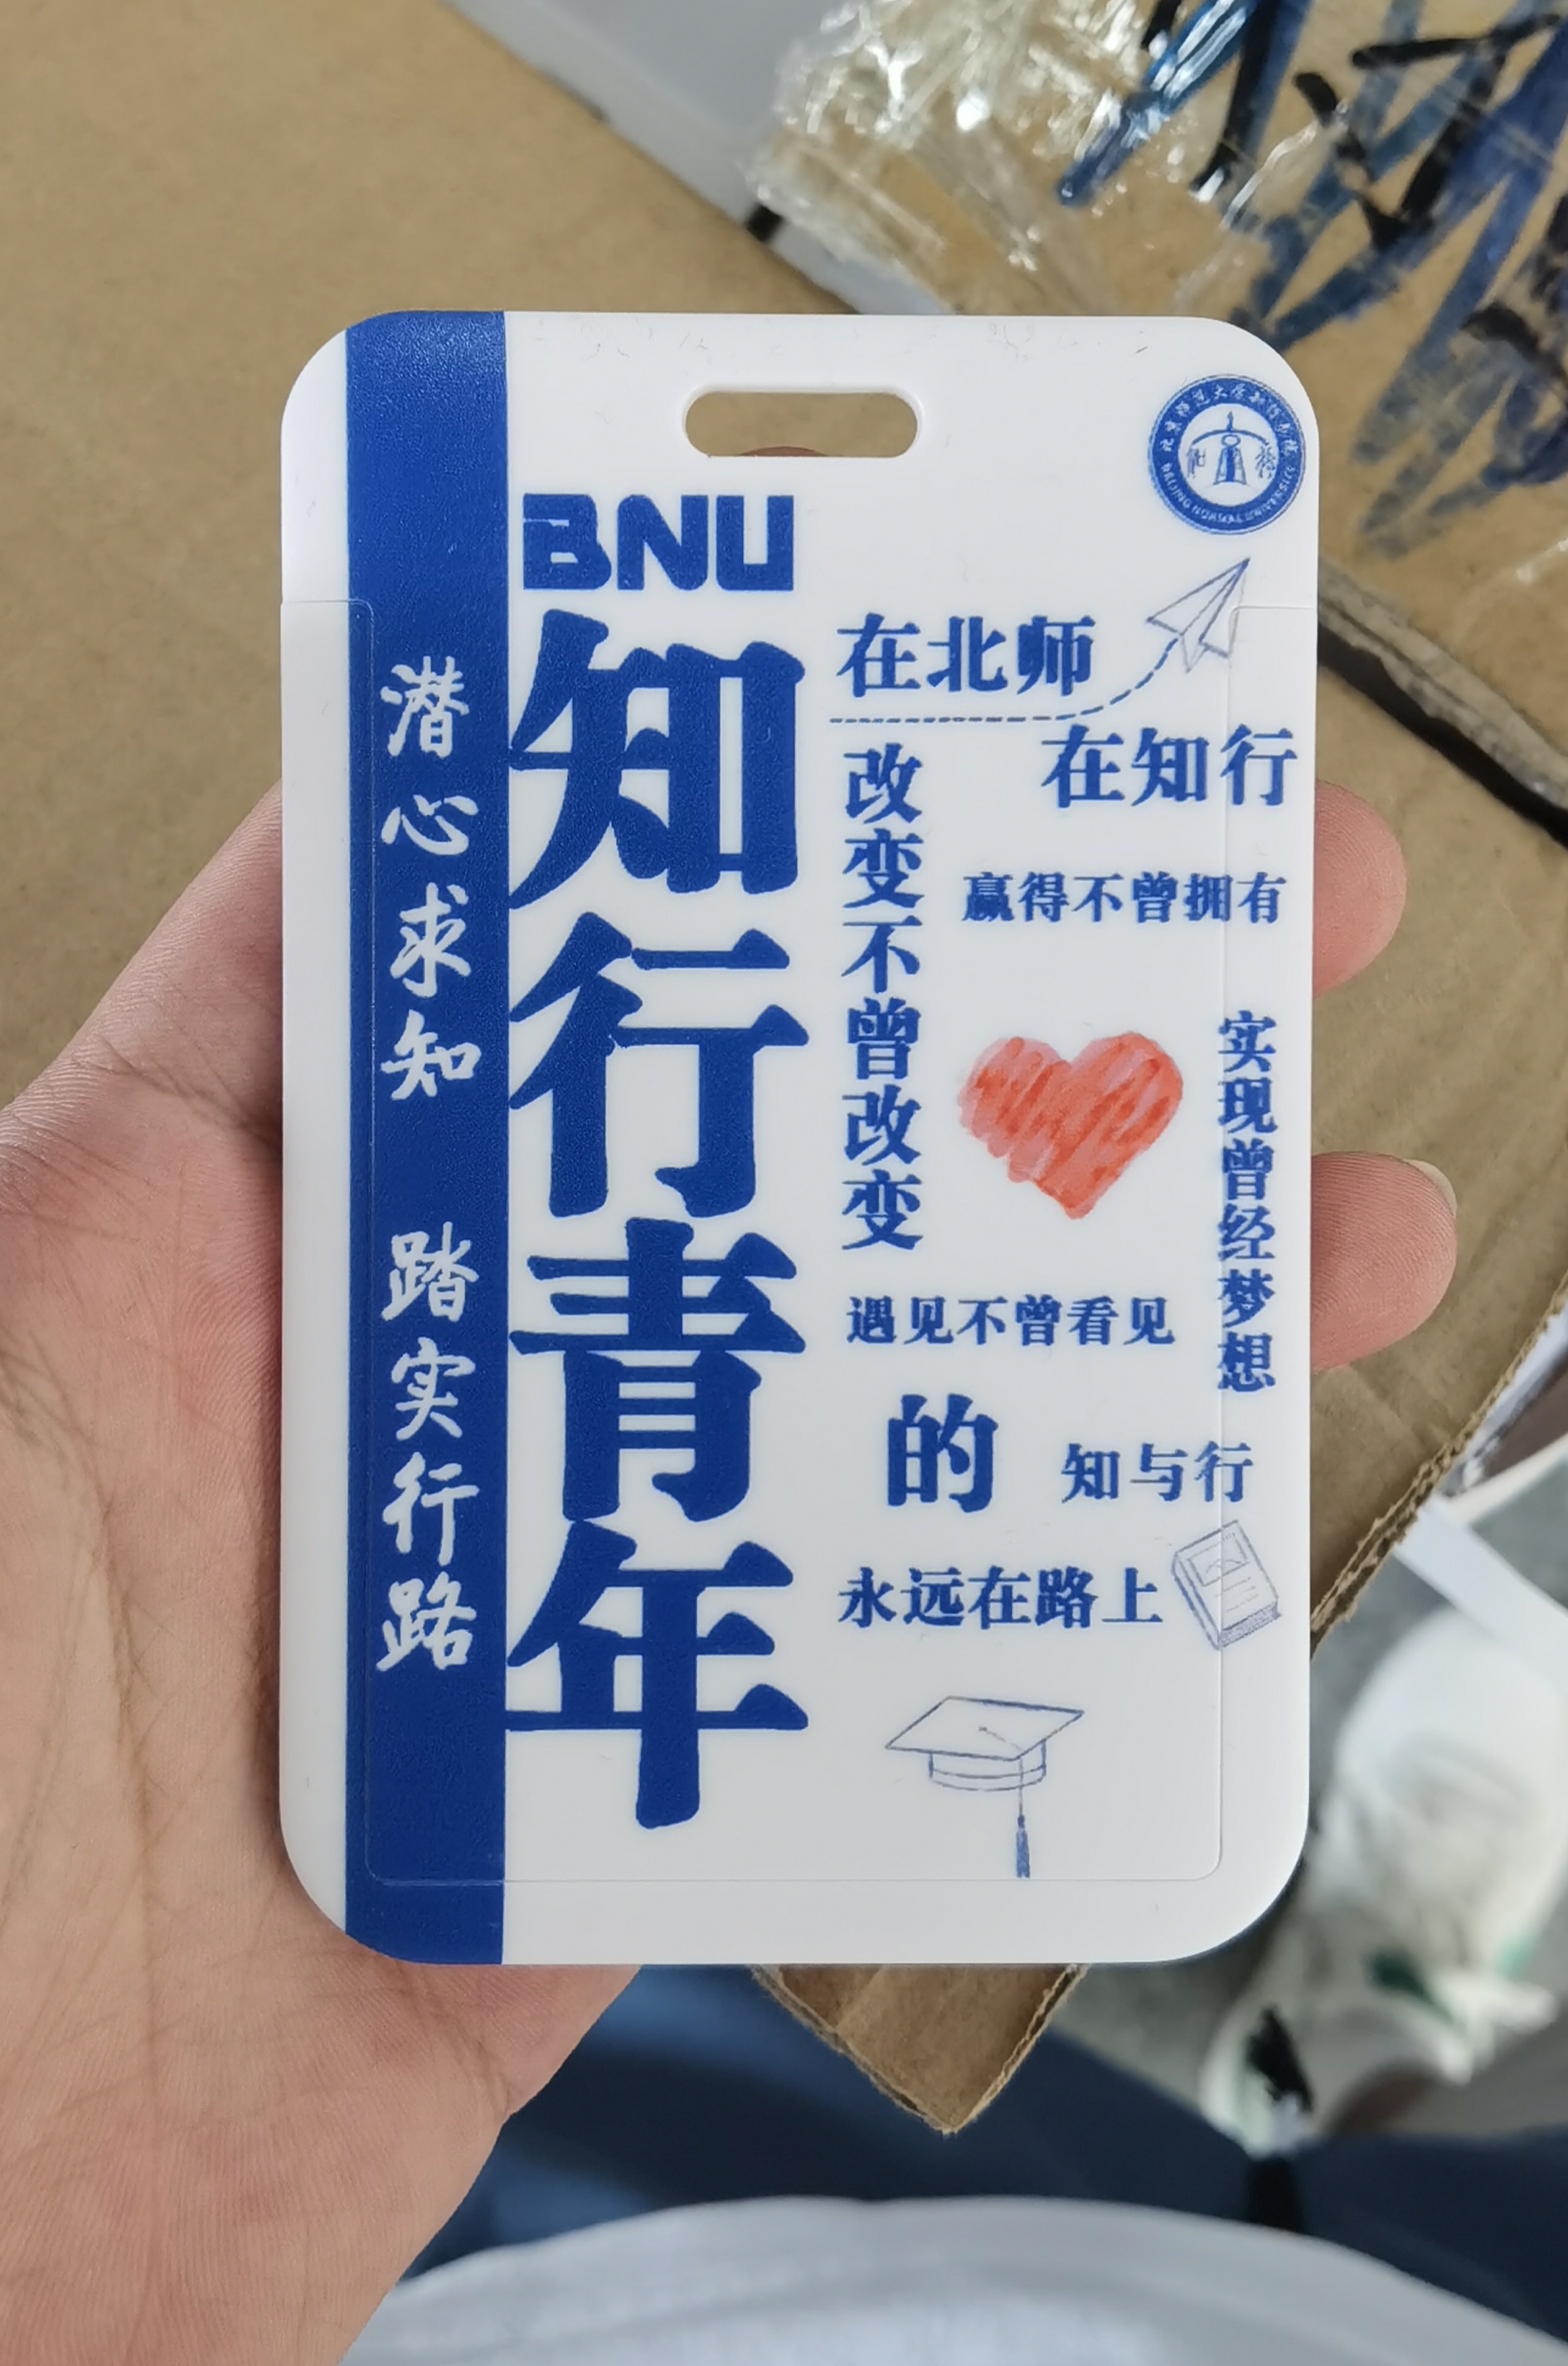 BNU
知行青年
潜心求知 踏实行路
在北师
在知行
改变不曾改变
赢得不曾拥有
实现曾经梦想
遇见不曾看见
的
知与行
永远在路上